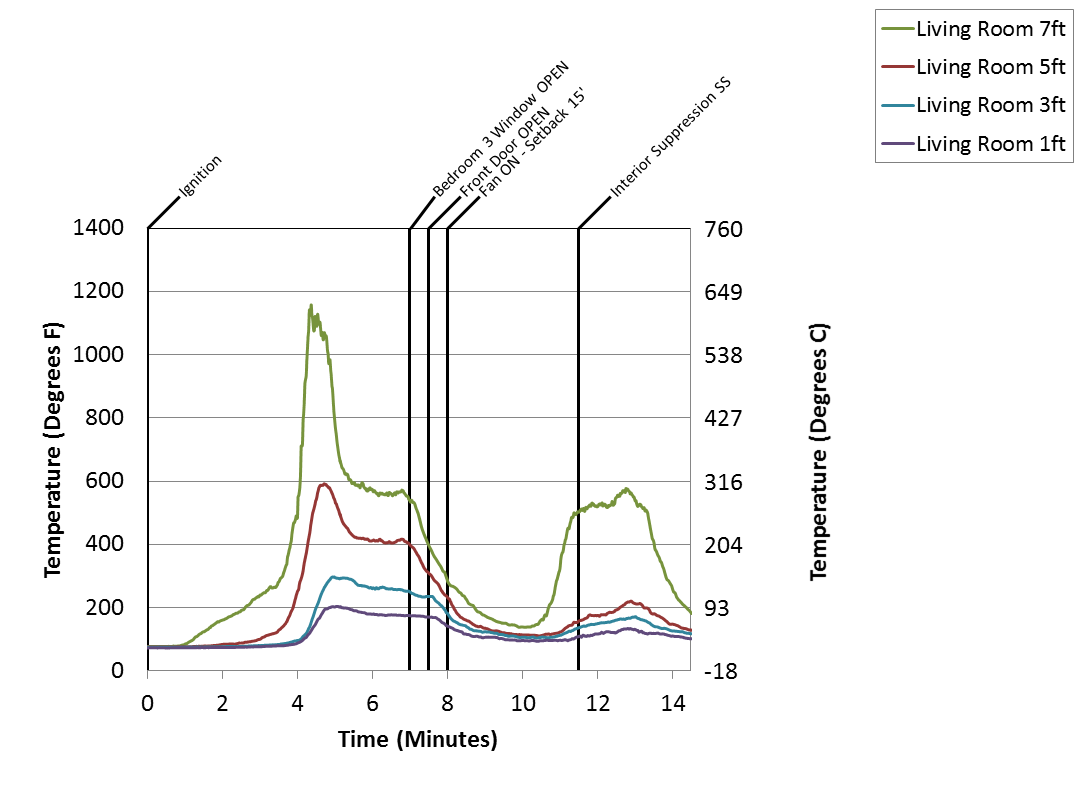 Living Room 7ft
Living Room 5ft
Living Room 3ft
Living Room 1ft
Ignition
Bedroom 3 Window OPEN
Front Door OPEN
Fan ON - Setback 15'
Interior Suppression SS
1400
1200
1000
800
600
400
200
0
760
649
538
427
316
204
93
-18
Temperature (Degrees F)
Temperature (Degrees C)
0 2 4 6 8 10 12 14
Time (Minutes)